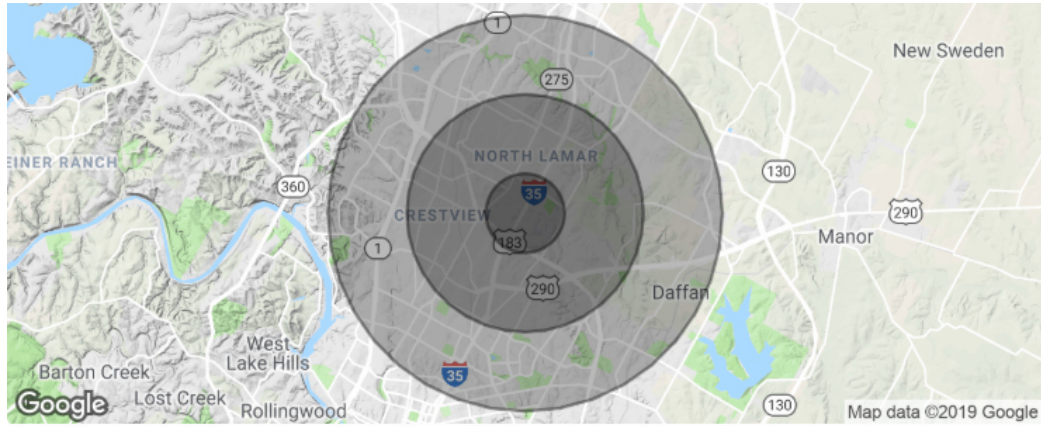 1
New Sweden
275
NORTH LAMAR
EINER RANCH
130
360
35
CRESTVIEW
290
183
1
Manor
290
Daffan
West
Lake Hills
35
Barton Creek
Lost Creek
130
Rollingwood
Google
Map data ©2019 Google